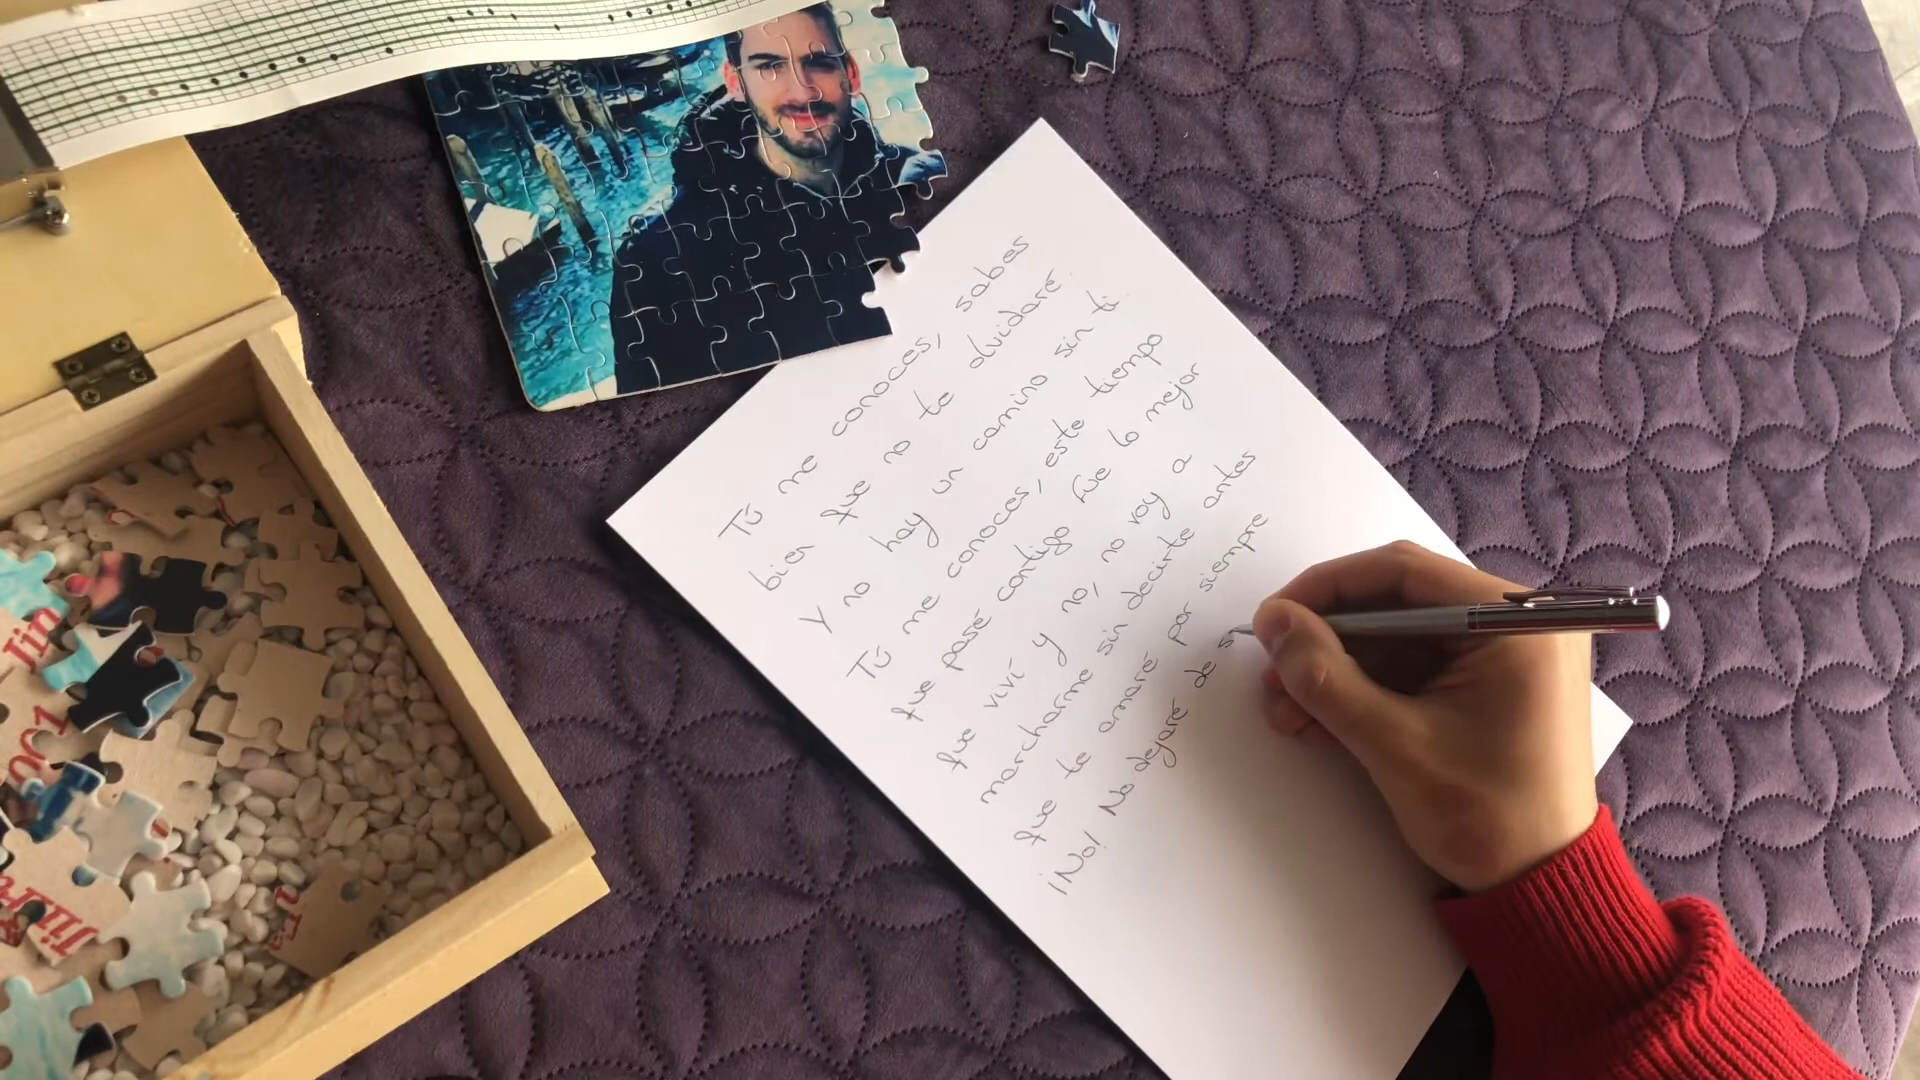 Tú me conoces, sabes
bien que no te olvidaré
Y no hay un camino sin ti.
Tú me conoces, este tiempo
que pasé contigo fue lo mejor
que viví y no, no voy a
marcharme sin decirte antes
que te amaré por siempre
¡No! No dejaré de s
Jin
1001